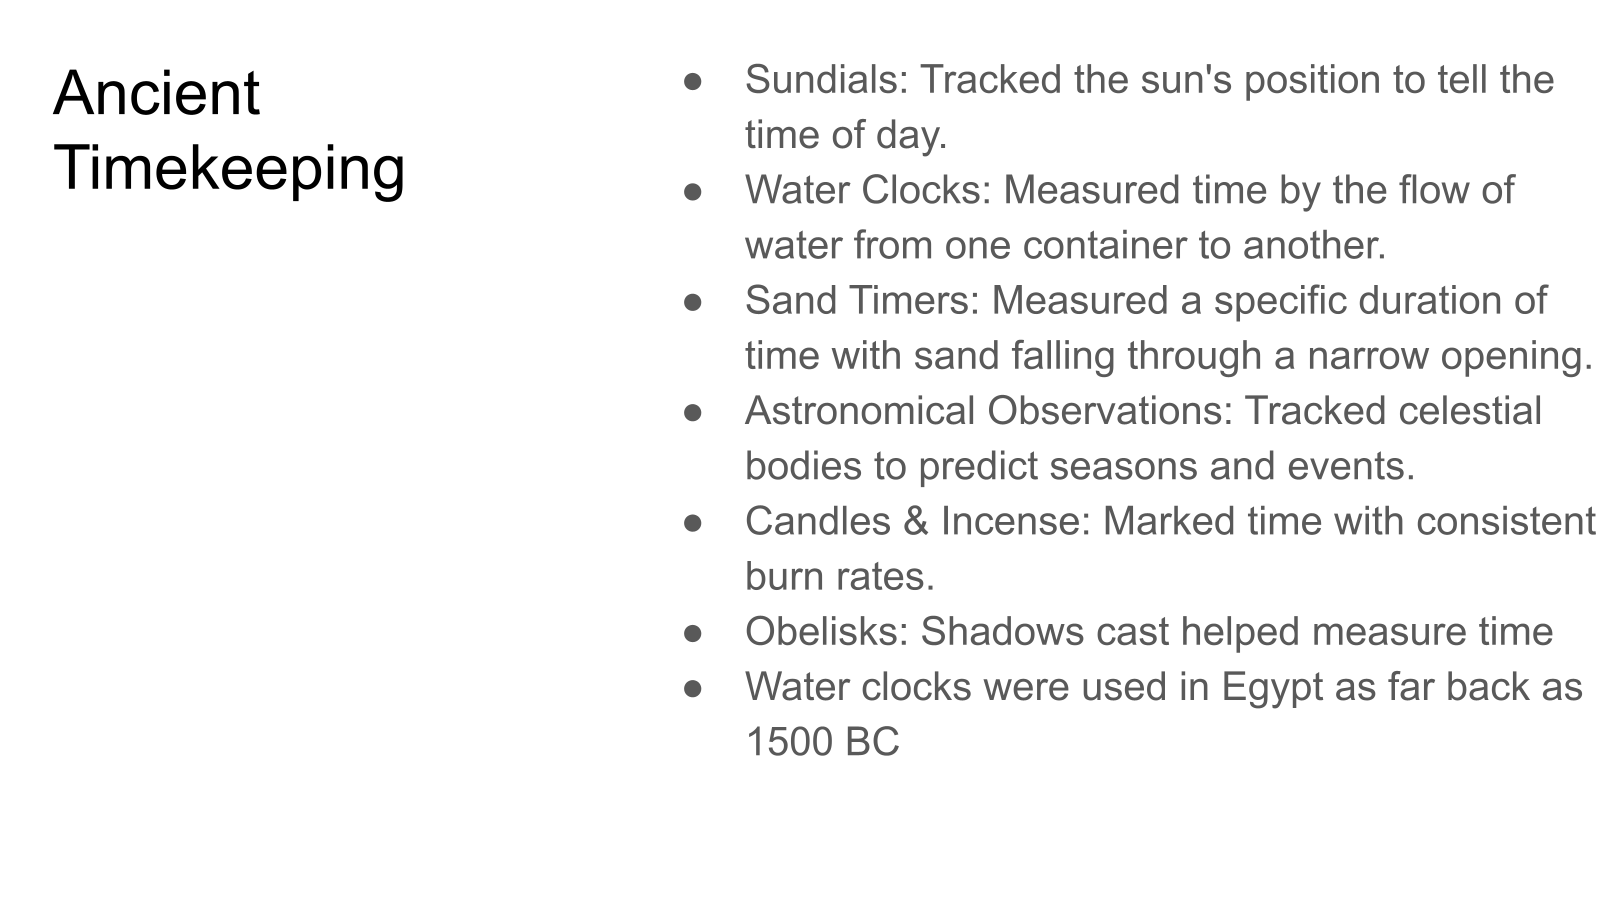 Ancient
Timekeeping
● Sundials: Tracked the sun's position to tell the
time of day.
● Water Clocks: Measured time by the flow of
water from one container to another.
● Sand Timers: Measured a specific duration of
time with sand falling through a narrow opening.
● Astronomical Observations: Tracked celestial
bodies to predict seasons and events.
● Candles & Incense: Marked time with consistent
burn rates.
● Obelisks: Shadows cast helped measure time
● Water clocks were used in Egypt as far back as
1500 BC